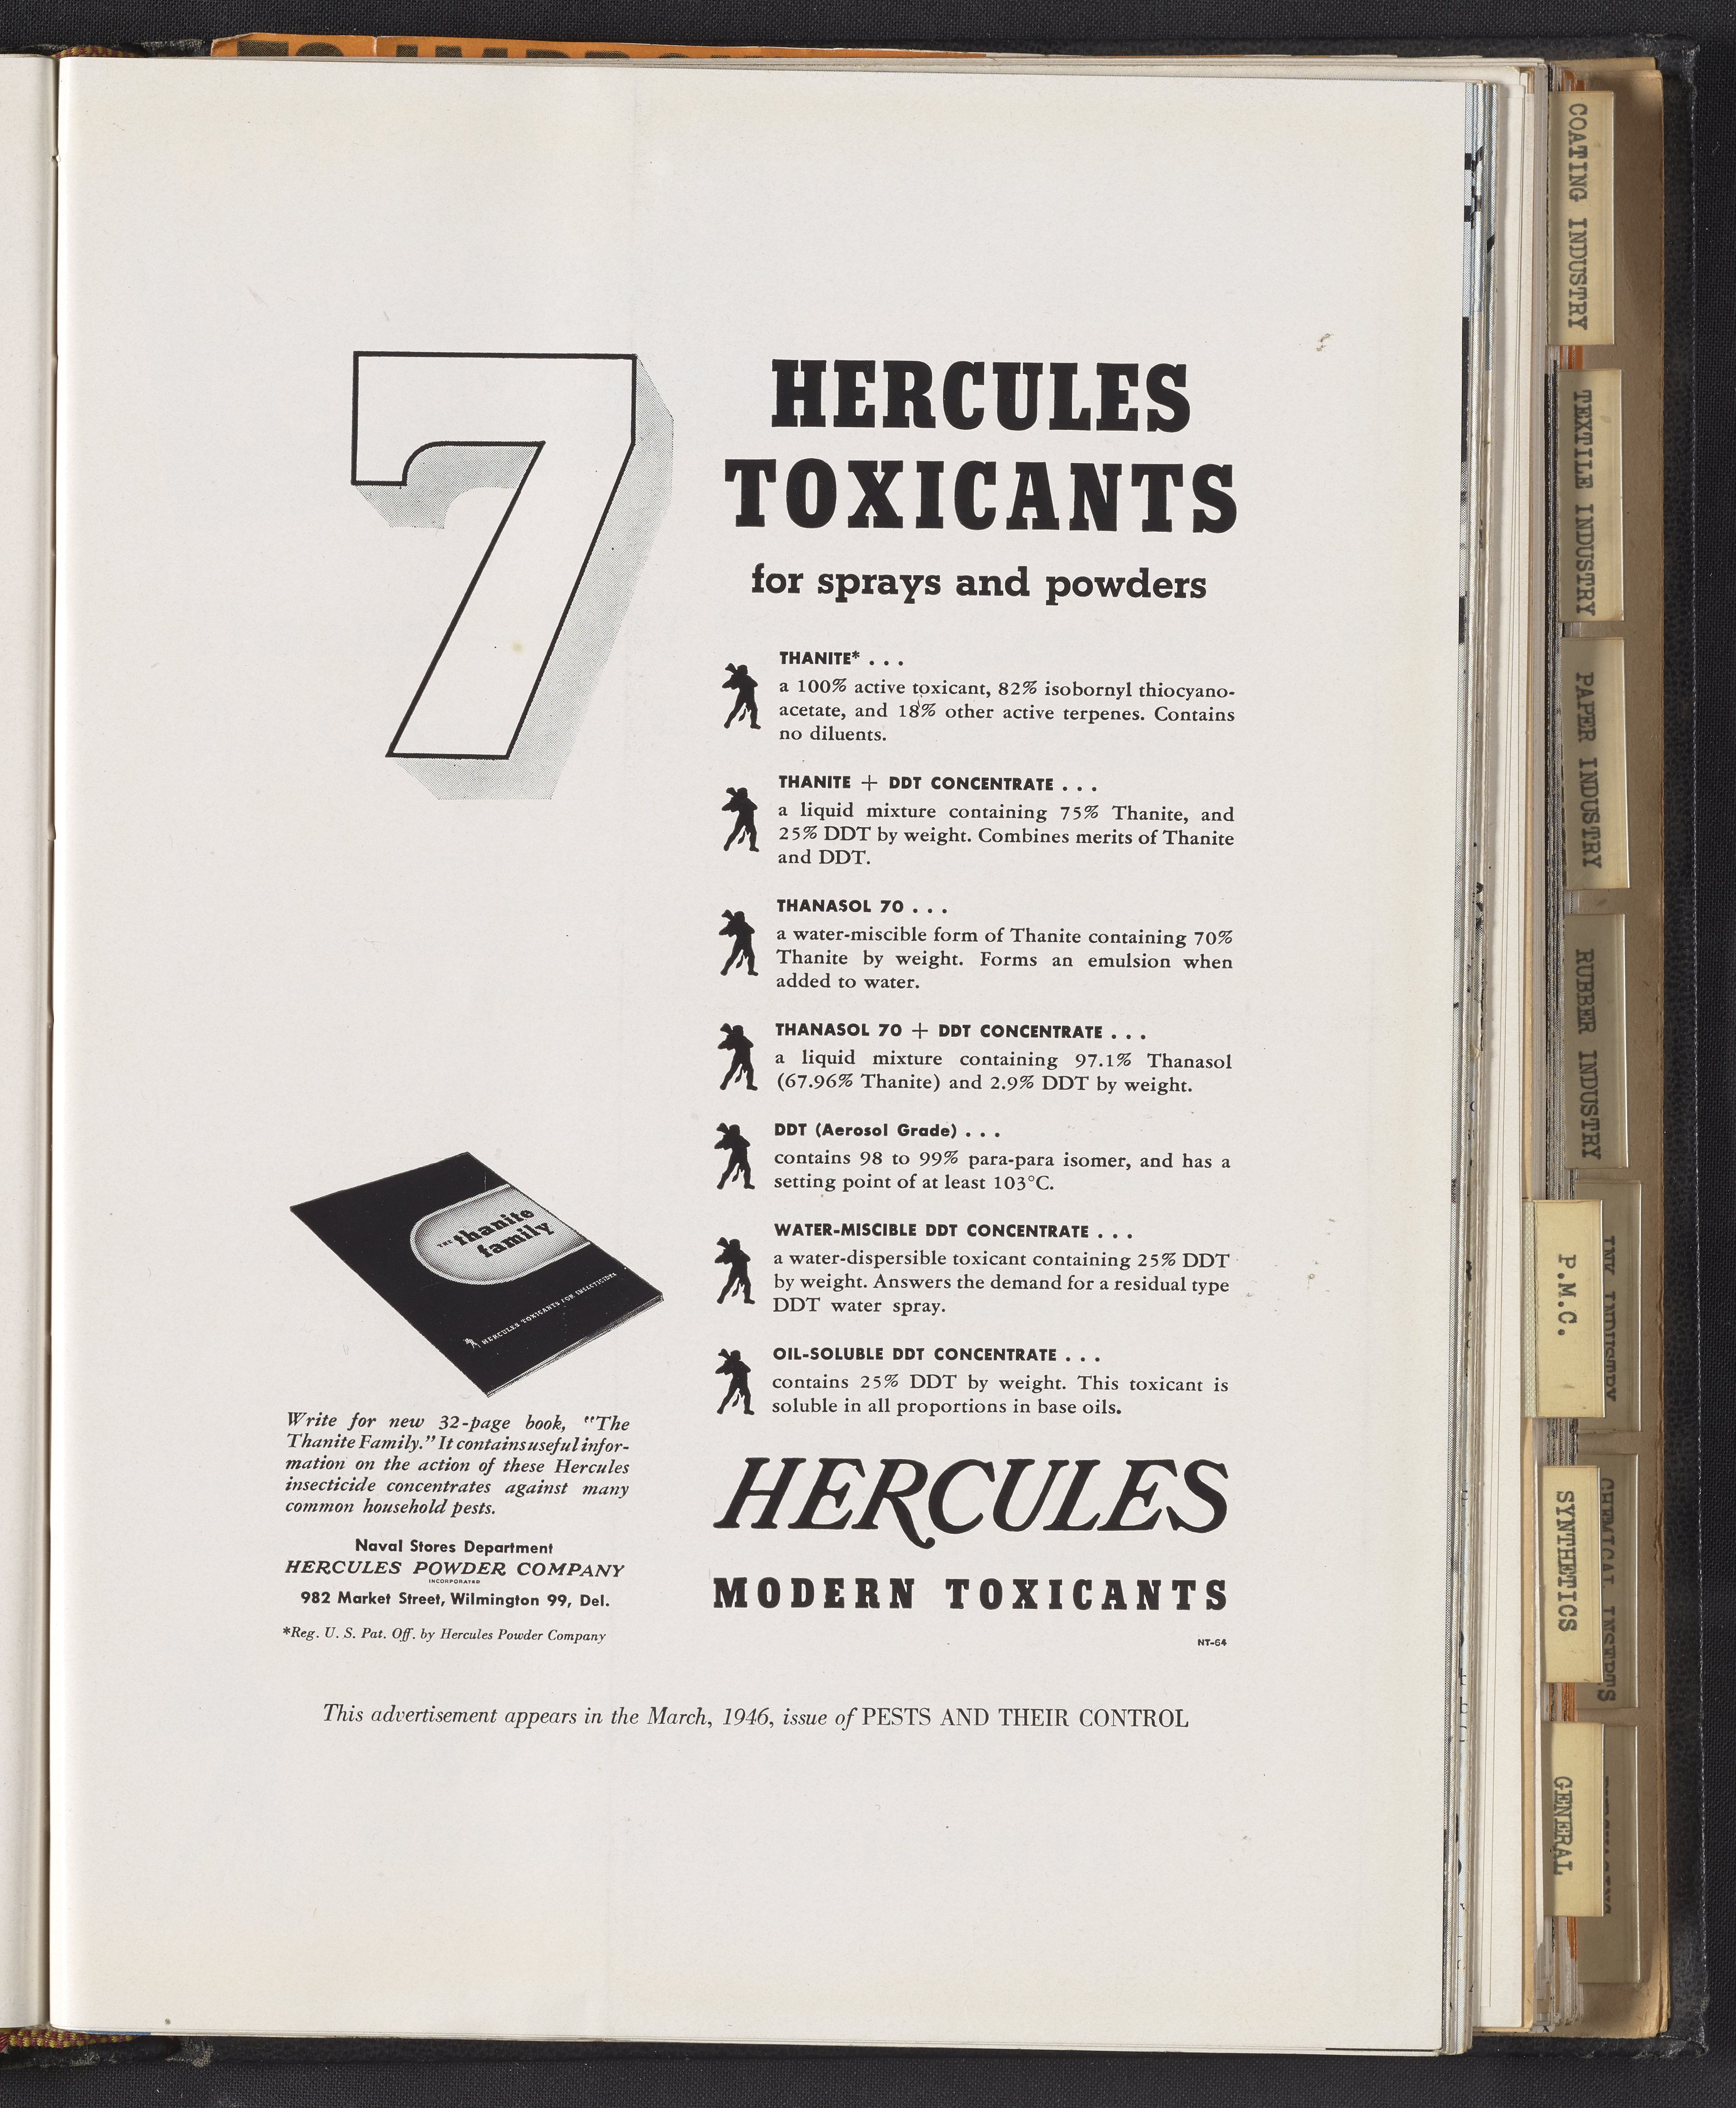 7
HERCULES
TOXICANTS
for sprays and powders
THANITE* . . .
a 100% active toxicant, 82% isobornyl thiocyano-
acetate, and 18% other active terpenes. Contains
no diluents.
THANITE + DDT CONCENTRATE . . .
a liquid mixture containing 75% Thanite, and
25% DDT by weight. Combines merits of Thanite
and DDT.
THANASOL 70 . . .
a water-miscible form of Thanite containing 70%
Thanite by weight. Forms an emulsion when
added to water.
THANASOL 70 + DDT CONCENTRATE . . .
a liquid mixture containing 97.1% Thanasol
(67.96% Thanite) and 2.9% DDT by weight.
DDT (Aerosol Grade) . . .
contains 98 to 99% para-para isomer, and has a
setting point of at least 103°C.
WATER-MISCIBLE DDT CONCENTRATE . . .
a water-dispersible toxicant containing 25% DDT
by weight. Answers the demand for a residual type
DDT water spray.
OIL-SOLUBLE DDT CONCENTRATE . . .
contains 25% DDT by weight. This toxicant is
soluble in all proportions in base oils.
HERCULES
MODERN TOXICANTS
NT-64
THE thanite
family
HERCULES TOXICANTS FOR INSECTICIDES
Write for new 32-page book, "The
Thanite Family." It contains useful infor-
mation on the action of these Hercules
insecticide concentrates against many
common household pests.
Naval Stores Department
HERCULES POWDER COMPANY
INCORPORATED
982 Market Street, Wilmington 99, Del.
*Reg. U. S. Pat. Off. by Hercules Powder Company
This advertisement appears in the March, 1946, issue of PESTS AND THEIR CONTROL
COATING INDUSTRY
TEXTILE INDUSTRY
PAPER INDUSTRY
RUBBER INDUSTRY
P.M.C.
SYNTHETICS
GENERAL